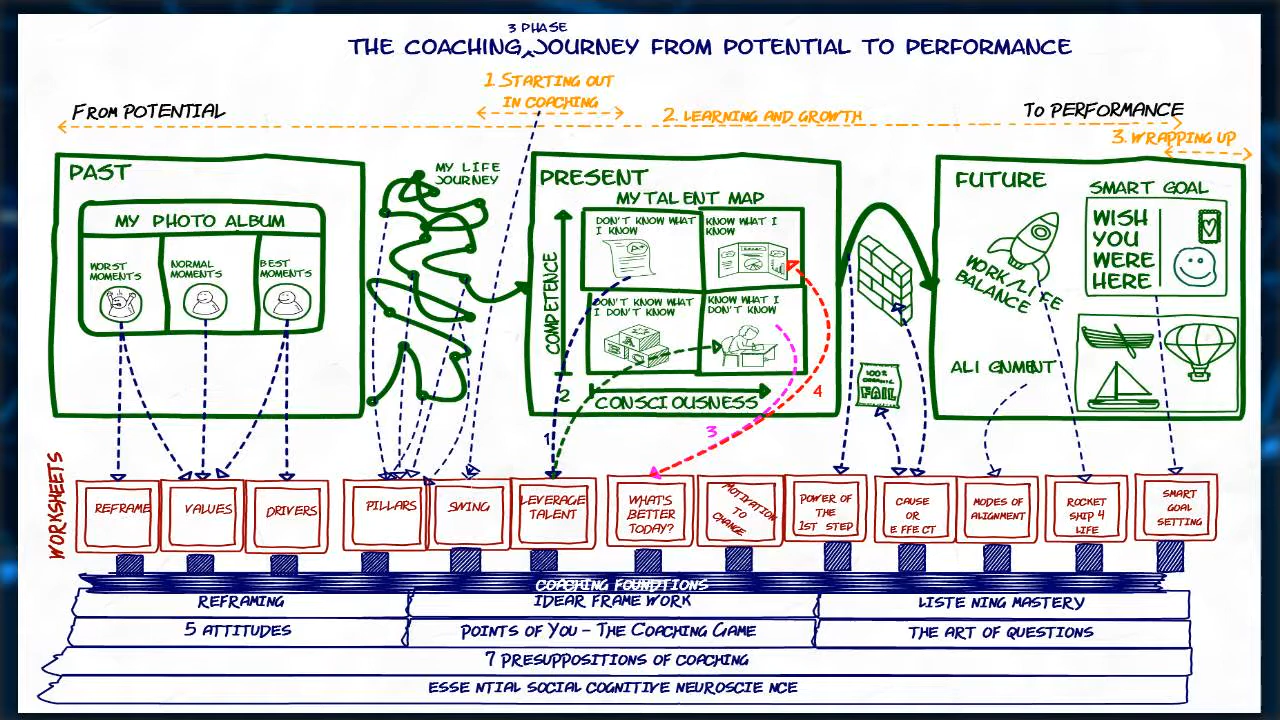 3 PHASE
THE COACHING JOURNEY FROM POTENTIAL TO PERFORMANCE
1. STARTING OUT
IN COACHING
FROM POTENTIAL
2. LEARNING AND GROWTH
TO PERFORMANCE
3. WRAPPING UP
PAST
MY PHOTO ALBUM
WORST
MOMENTS
NORMAL
MOMENTS
BEST
MOMENTS
MY LIFE
JOURNEY
PRESENT
MY TALENT MAP
DON'T KNOW WHAT
I KNOW
A+
KNOW WHAT I
KNOW
DON'T KNOW WHAT
I DON'T KNOW
KNOW WHAT I
DON'T KNOW
COMPETENCE
CONSCIOUSNESS
1
2
3
4
100%
ORGANIC
FAIL
FUTURE
SMART GOAL
WISH
YOU
WERE
HERE
WORK/LIFE
BALANCE
ALIGNMENT
WORKSHEETS
REFRAME
VALUES
DRIVERS
PILLARS
SWING
LEVERAGE
TALENT
WHAT'S
BETTER
TODAY?
MOTIVATION
TO
CHANGE
POWER OF
THE
1ST STEP
CAUSE
OR
EFFECT
MODES OF
ALIGNMENT
ROCKET
SHIP 4
LIFE
SMART
GOAL
SETTING
COACHING FOUNDTIONS
REFRAMING
IDEAR FRAME WORK
LISTENING MASTERY
5 ATTITUDES
POINTS OF YOU – THE COACHING GAME
THE ART OF QUESTIONS
7 PRESUPPOSITIONS OF COACHING
ESSENTIAL SOCIAL COGNITIVE NEUROSCIENCE